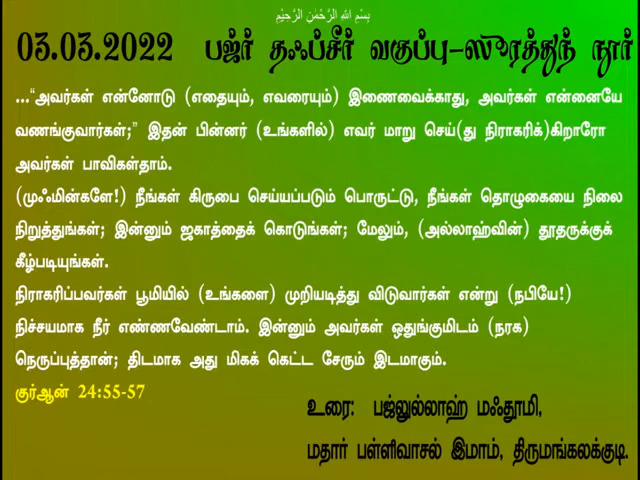 بِسْمِ اللهِ الرَّحْمٰنِ الرَّحِيْمِ
03.03.2022 பஜ்ர் தஃப்சீர் வகுப்பு-ஸூரத்துந் நூர்
...“அவர்கள் என்னோடு (எதையும், எவரையும்) இணைவைக்காது, அவர்கள் என்னையே
வணங்குவார்கள்;” இதன் பின்னர் (உங்களில்) எவர் மாறு செய்(து நிராகரிக்)கிறாரோ
அவர்கள் பாவிகள்தாம்.
(முஃமின்களே!) நீங்கள் கிருபை செய்யப்படும் பொருட்டு, நீங்கள் தொழுகையை நிலை
நிறுத்துங்கள்; இன்னும் ஜகாத்தைக் கொடுங்கள்; மேலும், (அல்லாஹ்வின்) தூதருக்குக்
கீழ்படியுங்கள்.
நிராகரிப்பவர்கள் பூமியில் (உங்களை) முறியடித்து விடுவார்கள் என்று (நபியே!)
நிச்சயமாக நீர் எண்ணவேண்டாம். இன்னும் அவர்கள் ஒதுங்குமிடம் (நரக)
நெருப்புத்தான்; திடமாக அது மிகக் கெட்ட சேரும் இடமாகும்.
குர்ஆன் 24:55-57
உரை: பஜ்லுல்லாஹ் மஃதூமி,
மதார் பள்ளிவாசல் இமாம், திருமங்கலக்குடி.